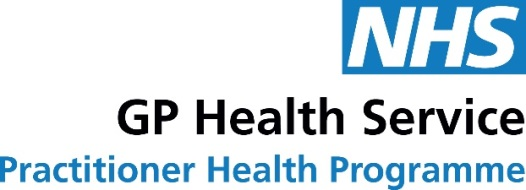 NHS
GP Health Service
Practitioner Health Programme